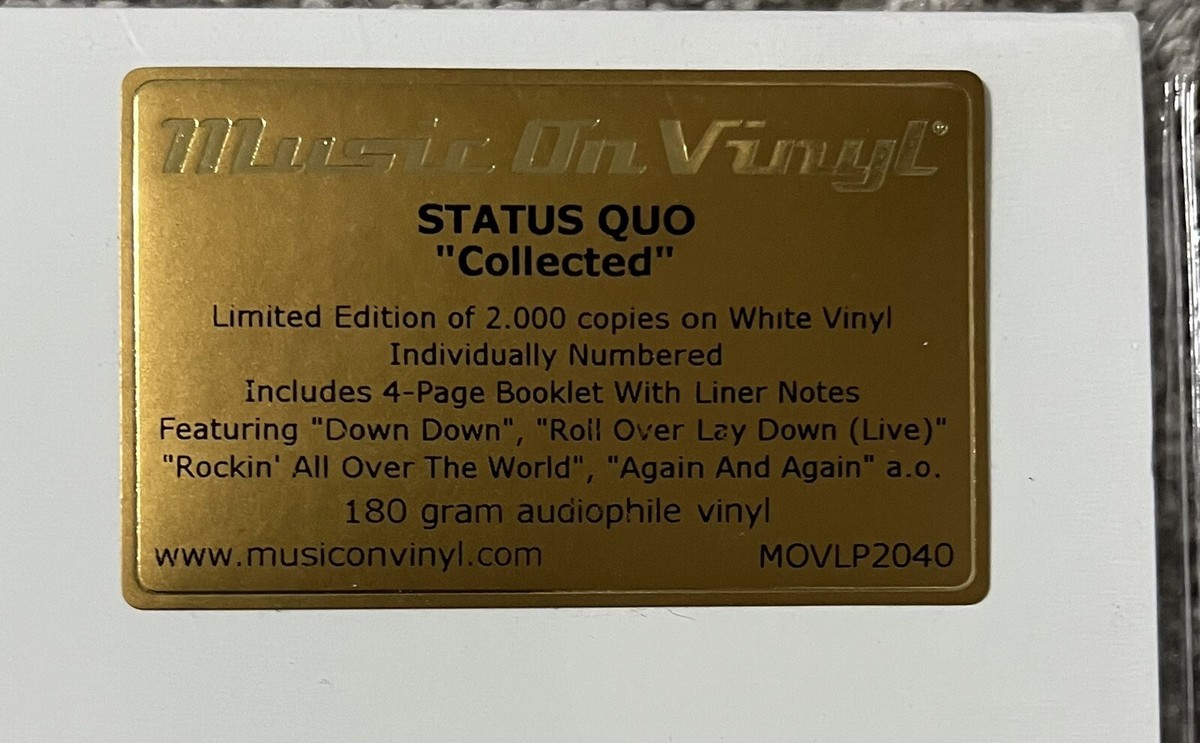 Music On Vinyl®
STATUS QUO
"Collected"
Limited Edition of 2.000 copies on White Vinyl
Individually Numbered
Includes 4-Page Booklet With Liner Notes
Featuring "Down Down", "Roll Over Lay Down (Live)"
"Rockin' All Over The World", "Again And Again" a.o.
180 gram audiophile vinyl
www.musiconvinyl.com MOVLP2040